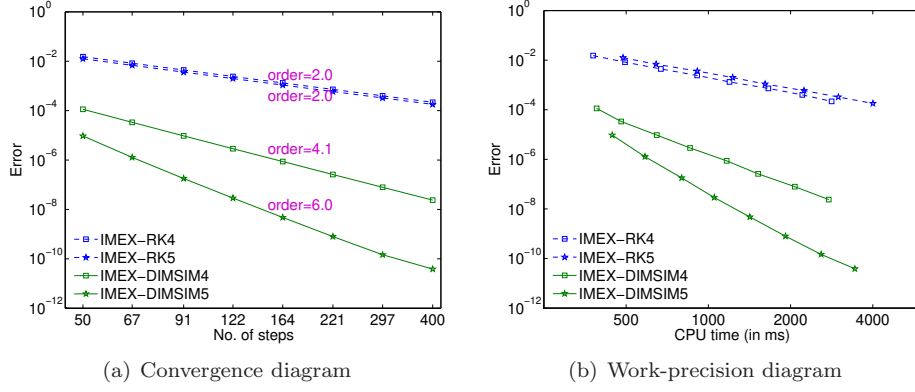 10^0
10^−2
10^−4
10^−6
10^−8
10^−10
10^−12
Error
order=2.0
order=2.0
order=4.1
order=6.0
IMEX−RK4
IMEX−RK5
IMEX−DIMSIM4
IMEX−DIMSIM5
50 67 91 122 164 221 297 400
No. of steps
(a) Convergence diagram
10^0
10^−2
10^−4
10^−6
10^−8
10^−10
10^−12
Error
IMEX−RK4
IMEX−RK5
IMEX−DIMSIM4
IMEX−DIMSIM5
500 1000 2000 4000
CPU time (in ms)
(b) Work-precision diagram